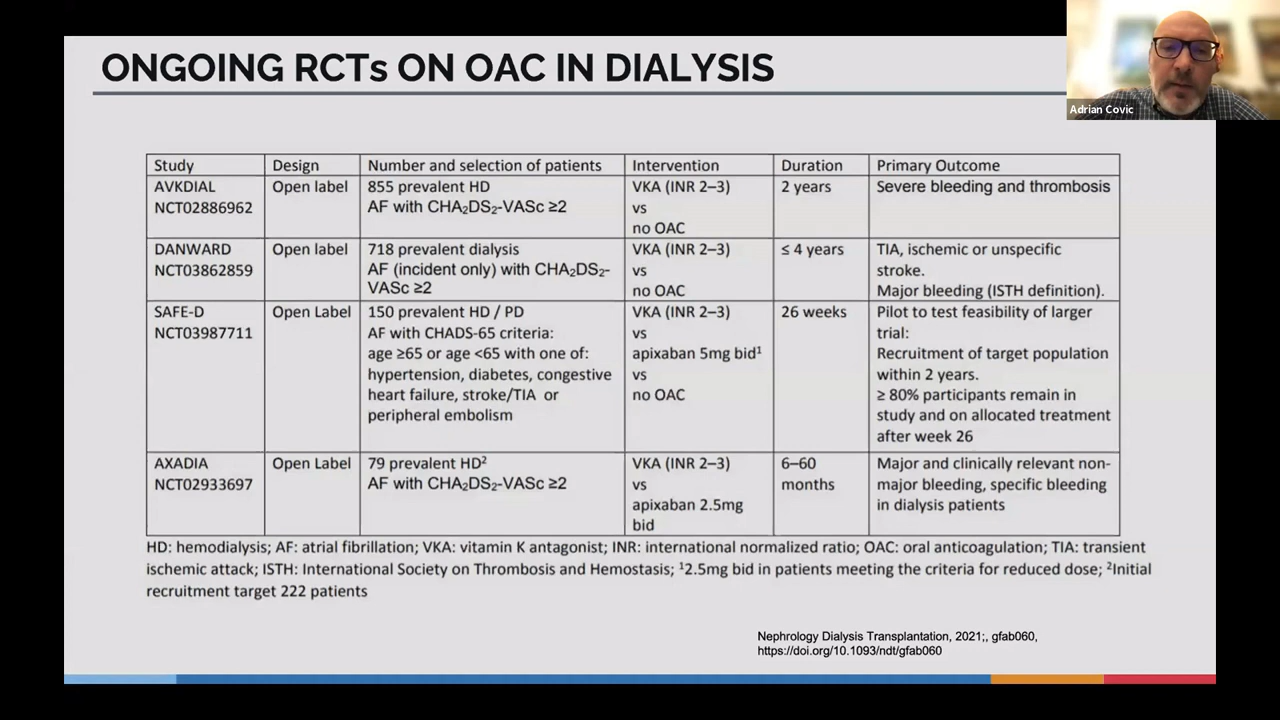 ONGOING RCTs ON OAC IN DIALYSIS
Adrian Covic
Study Design Number and selection of patients Intervention Duration Primary Outcome
AVKDIAL Open label 855 prevalent HD VKA (INR 2–3) 2 years Severe bleeding and thrombosis
NCT02886962 AF with CHA₂DS₂-VASc ≥2 vs
no OAC
DANWARD Open label 718 prevalent dialysis VKA (INR 2–3) ≤ 4 years TIA, ischemic or unspecific
NCT03862859 AF (incident only) with CHA₂DS₂- vs stroke.
VASc ≥2 no OAC Major bleeding (ISTH definition).
SAFE-D Open Label 150 prevalent HD / PD VKA (INR 2–3) 26 weeks Pilot to test feasibility of larger
NCT03987711 AF with CHADS-65 criteria: vs trial:
age ≥65 or age <65 with one of: apixaban 5mg bid¹ Recruitment of target population
hypertension, diabetes, congestive vs within 2 years.
heart failure, stroke/TIA or no OAC ≥ 80% participants remain in
peripheral embolism study and on allocated treatment
after week 26
AXADIA Open Label 79 prevalent HD² VKA (INR 2–3) 6–60 Major and clinically relevant non-
NCT02933697 AF with CHA₂DS₂-VASc ≥2 vs months major bleeding, specific bleeding
apixaban 2.5mg in dialysis patients
bid
HD: hemodialysis; AF: atrial fibrillation; VKA: vitamin K antagonist; INR: international normalized ratio; OAC: oral anticoagulation; TIA: transient
ischemic attack; ISTH: International Society on Thrombosis and Hemostasis; ¹2.5mg bid in patients meeting the criteria for reduced dose; ²Initial
recruitment target 222 patients
Nephrology Dialysis Transplantation, 2021;, gfab060,
https://doi.org/10.1093/ndt/gfab060